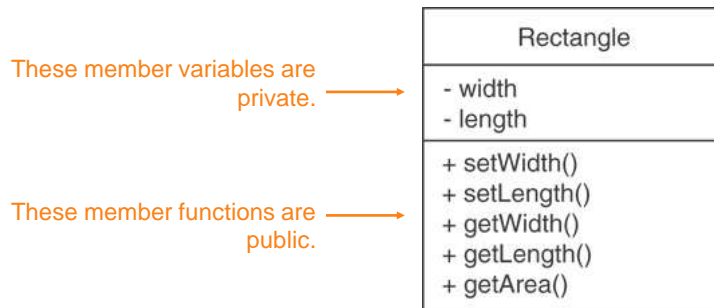 Rectangle
These member variables are
private.
- width
- length
These member functions are
public.
+ setWidth()
+ setLength()
+ getWidth()
+ getLength()
+ getArea()